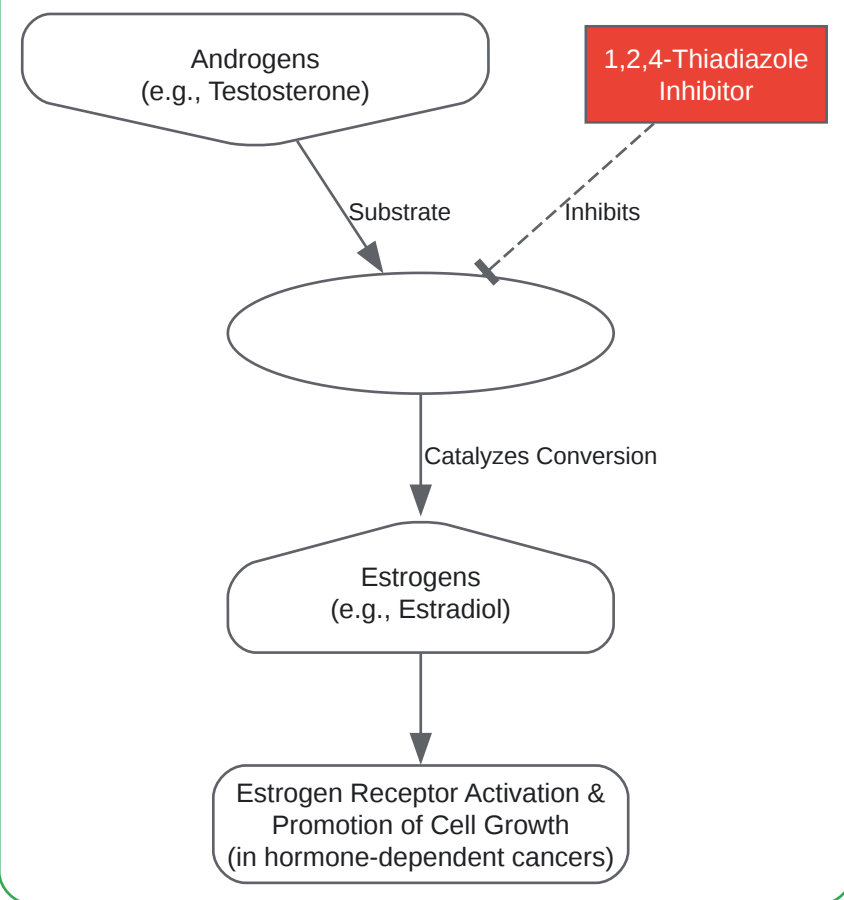 Androgens
(e.g., Testosterone)
1,2,4-Thiadiazole
Inhibitor
Substrate
Inhibits
Catalyzes Conversion
Estrogens
(e.g., Estradiol)
Estrogen Receptor Activation &
Promotion of Cell Growth
(in hormone-dependent cancers)